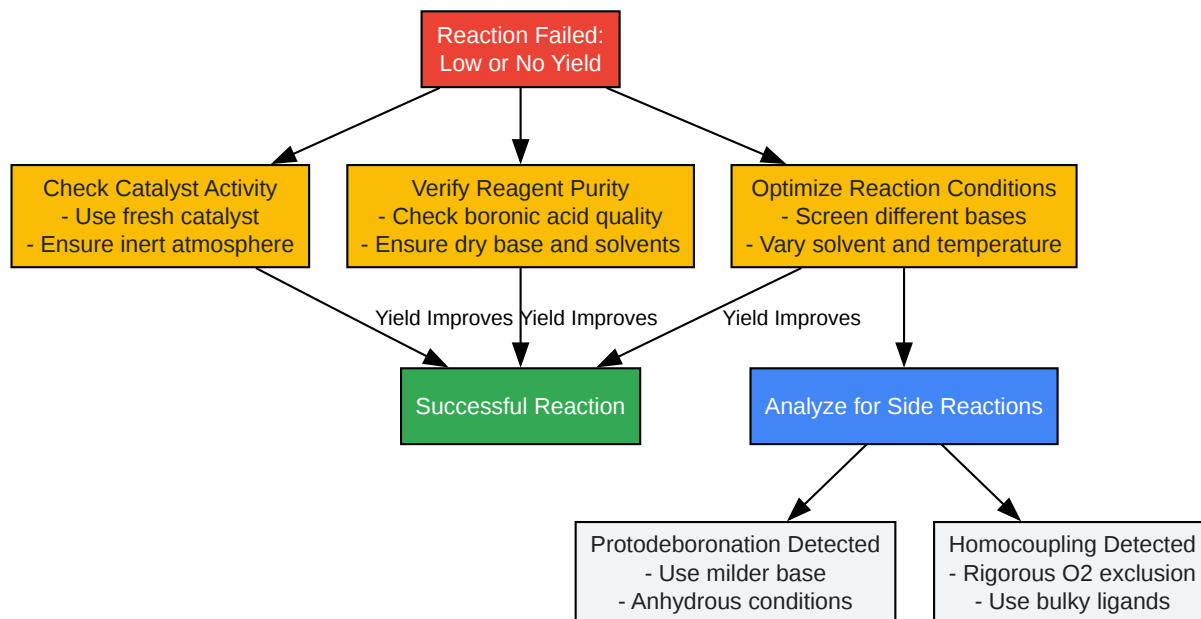 Reaction Failed:
Low or No Yield
Check Catalyst Activity
- Use fresh catalyst
- Ensure inert atmosphere
Verify Reagent Purity
- Check boronic acid quality
- Ensure dry base and solvents
Optimize Reaction Conditions
- Screen different bases
- Vary solvent and temperature
Yield Improves
Yield Improves
Yield Improves
Successful Reaction
Analyze for Side Reactions
Protodeboronation Detected
- Use milder base
- Anhydrous conditions
Homocoupling Detected
- Rigorous O2 exclusion
- Use bulky ligands